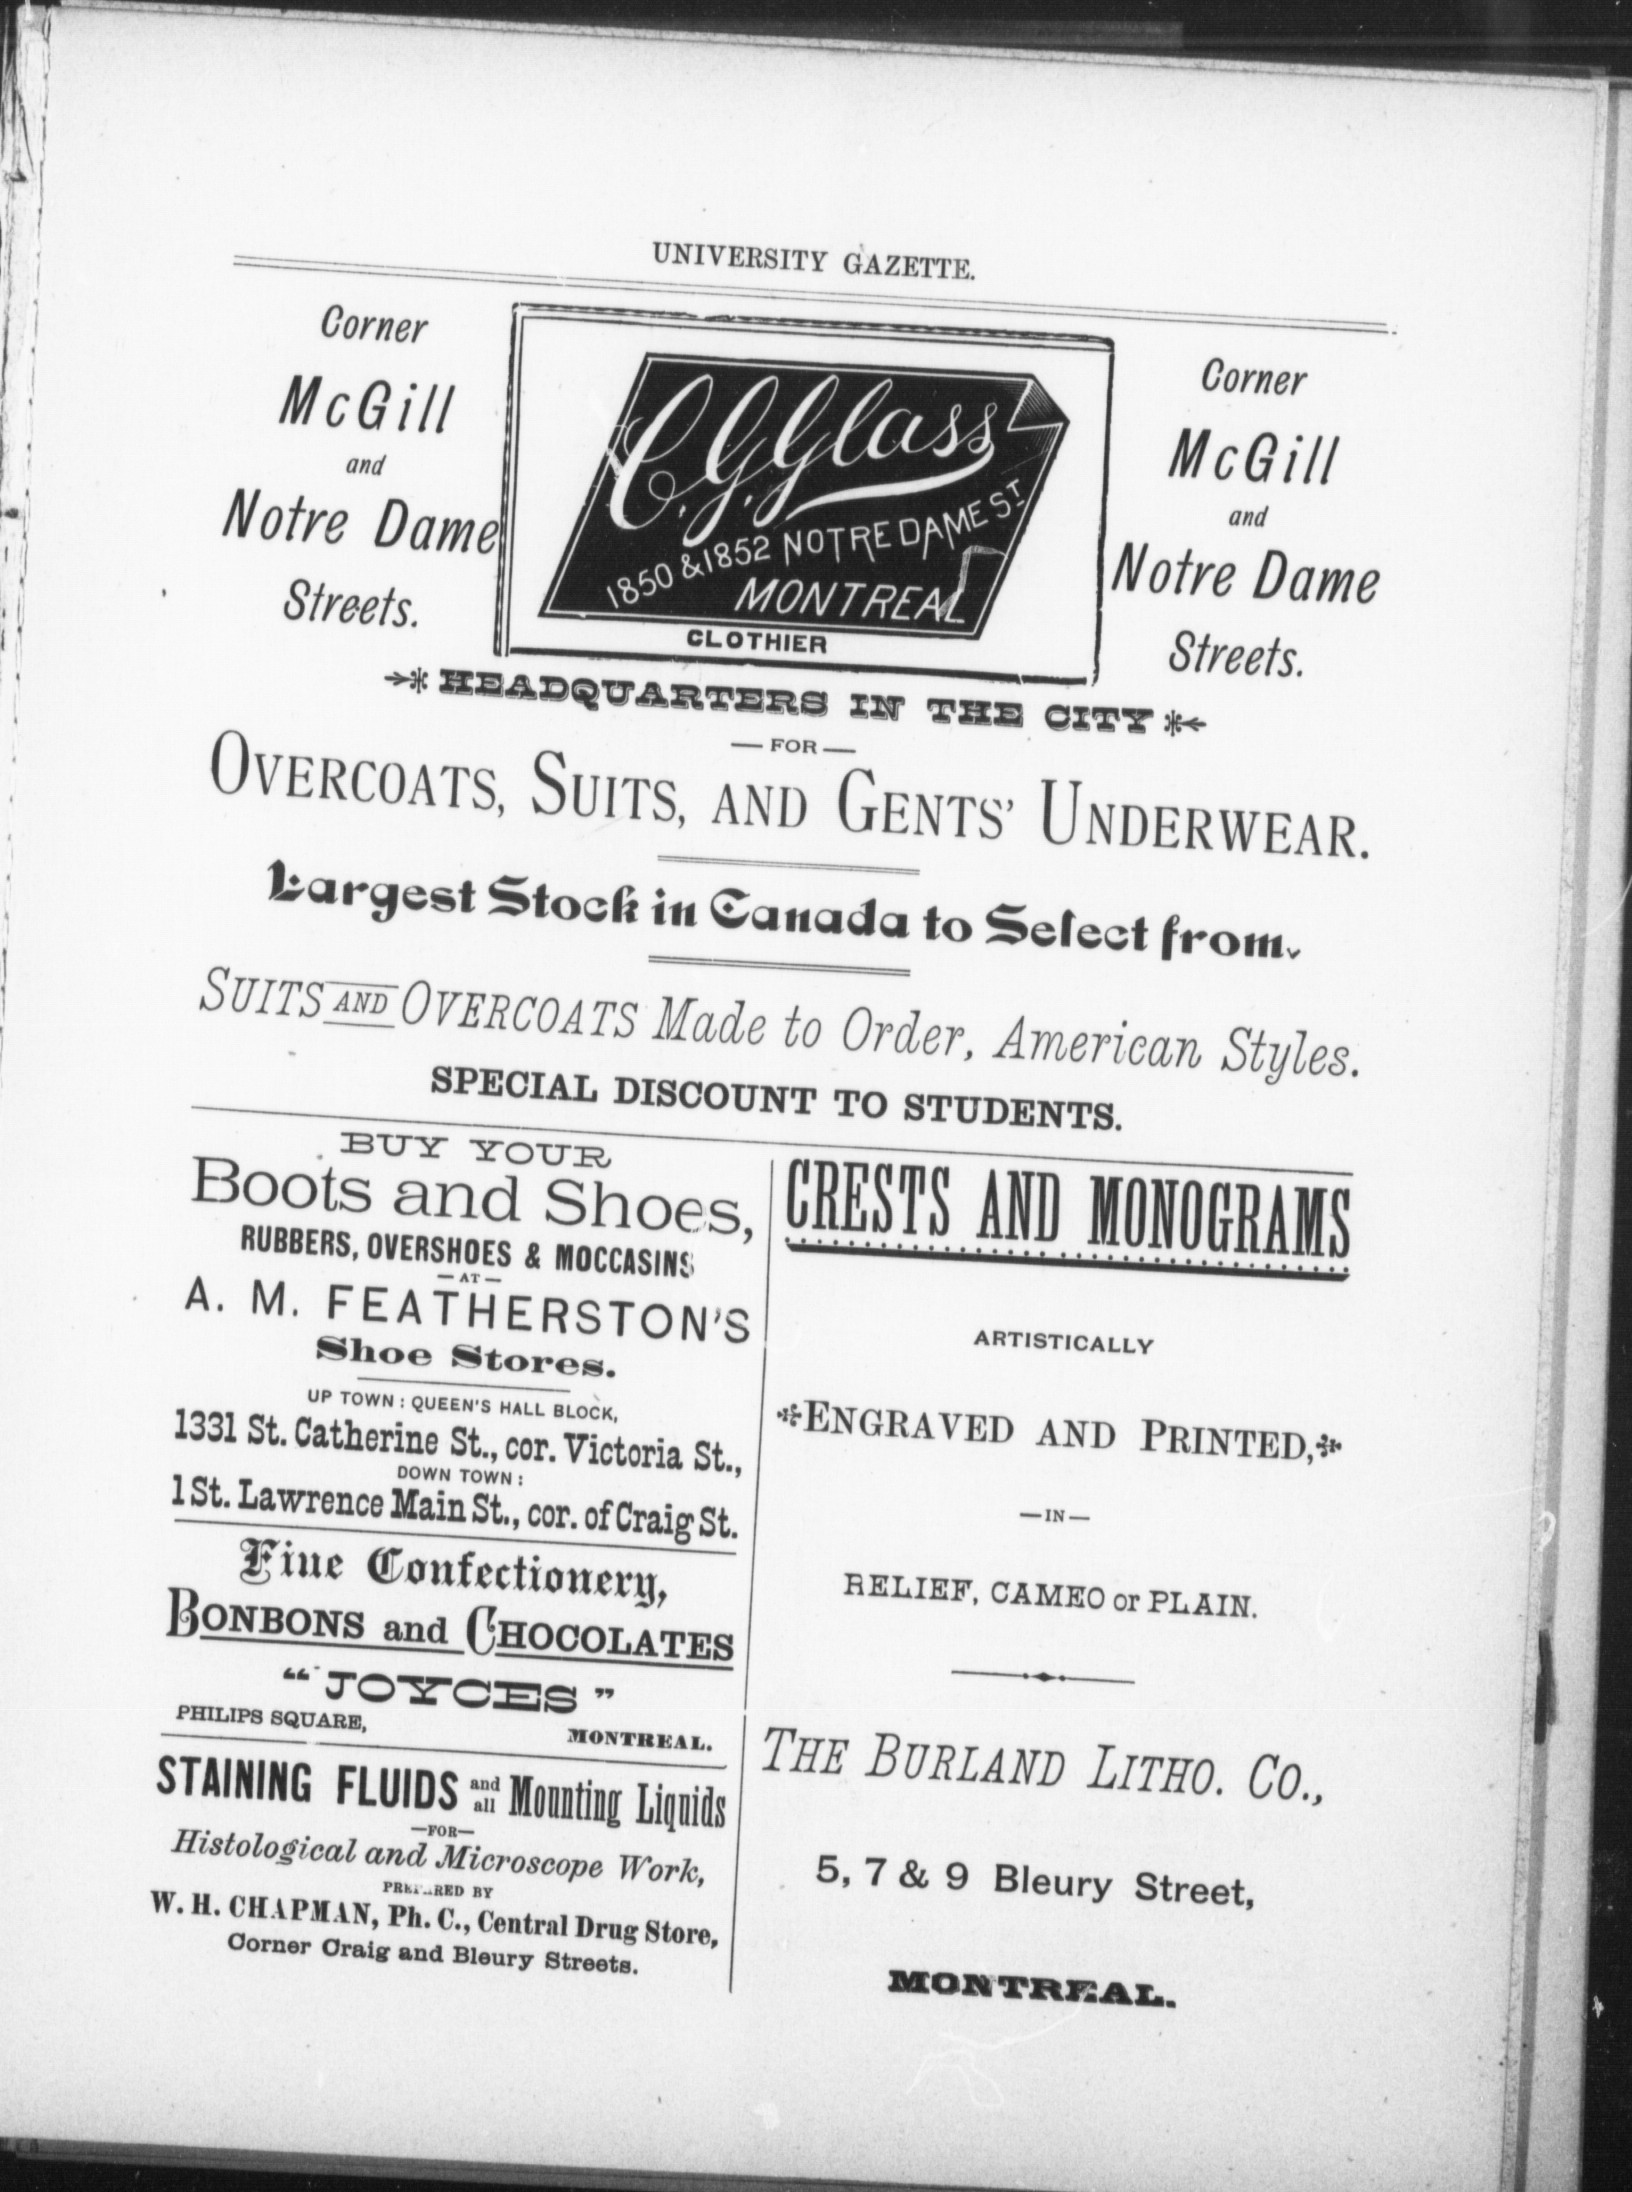 UNIVERSITY GAZETTE.
Corner
McGill
and
Notre Dame
Streets.
C. G. Glass
1850 & 1852 NOTRE DAME ST
MONTREAL
CLOTHIER
Corner
McGill
and
Notre Dame
Streets.
HEADQUARTERS IN THE CITY
— FOR —
OVERCOATS, SUITS, AND GENTS' UNDERWEAR.
Largest Stock in Canada to Select from.
SUITS AND OVERCOATS Made to Order, American Styles.
SPECIAL DISCOUNT TO STUDENTS.
BUY YOUR
Boots and Shoes,
RUBBERS, OVERSHOES & MOCCASINS
— AT —
A. M. FEATHERSTON'S
Shoe Stores.
UP TOWN : QUEEN'S HALL BLOCK,
1331 St. Catherine St., cor. Victoria St.,
DOWN TOWN :
1 St. Lawrence Main St., cor. of Craig St.
Fine Confectionery,
BONBONS and CHOCOLATES
"JOYCES"
PHILIPS SQUARE,
MONTREAL.
STAINING FLUIDS and all Mounting Liquids
—FOR—
Histological and Microscope Work,
PREPARED BY
W. H. CHAPMAN, Ph. C., Central Drug Store,
Corner Craig and Bleury Streets.
CRESTS AND MONOGRAMS
ARTISTICALLY
ENGRAVED AND PRINTED,
—IN—
RELIEF, CAMEO or PLAIN.
THE BURLAND LITHO. CO.,
5, 7 & 9 Bleury Street,
MONTREAL.